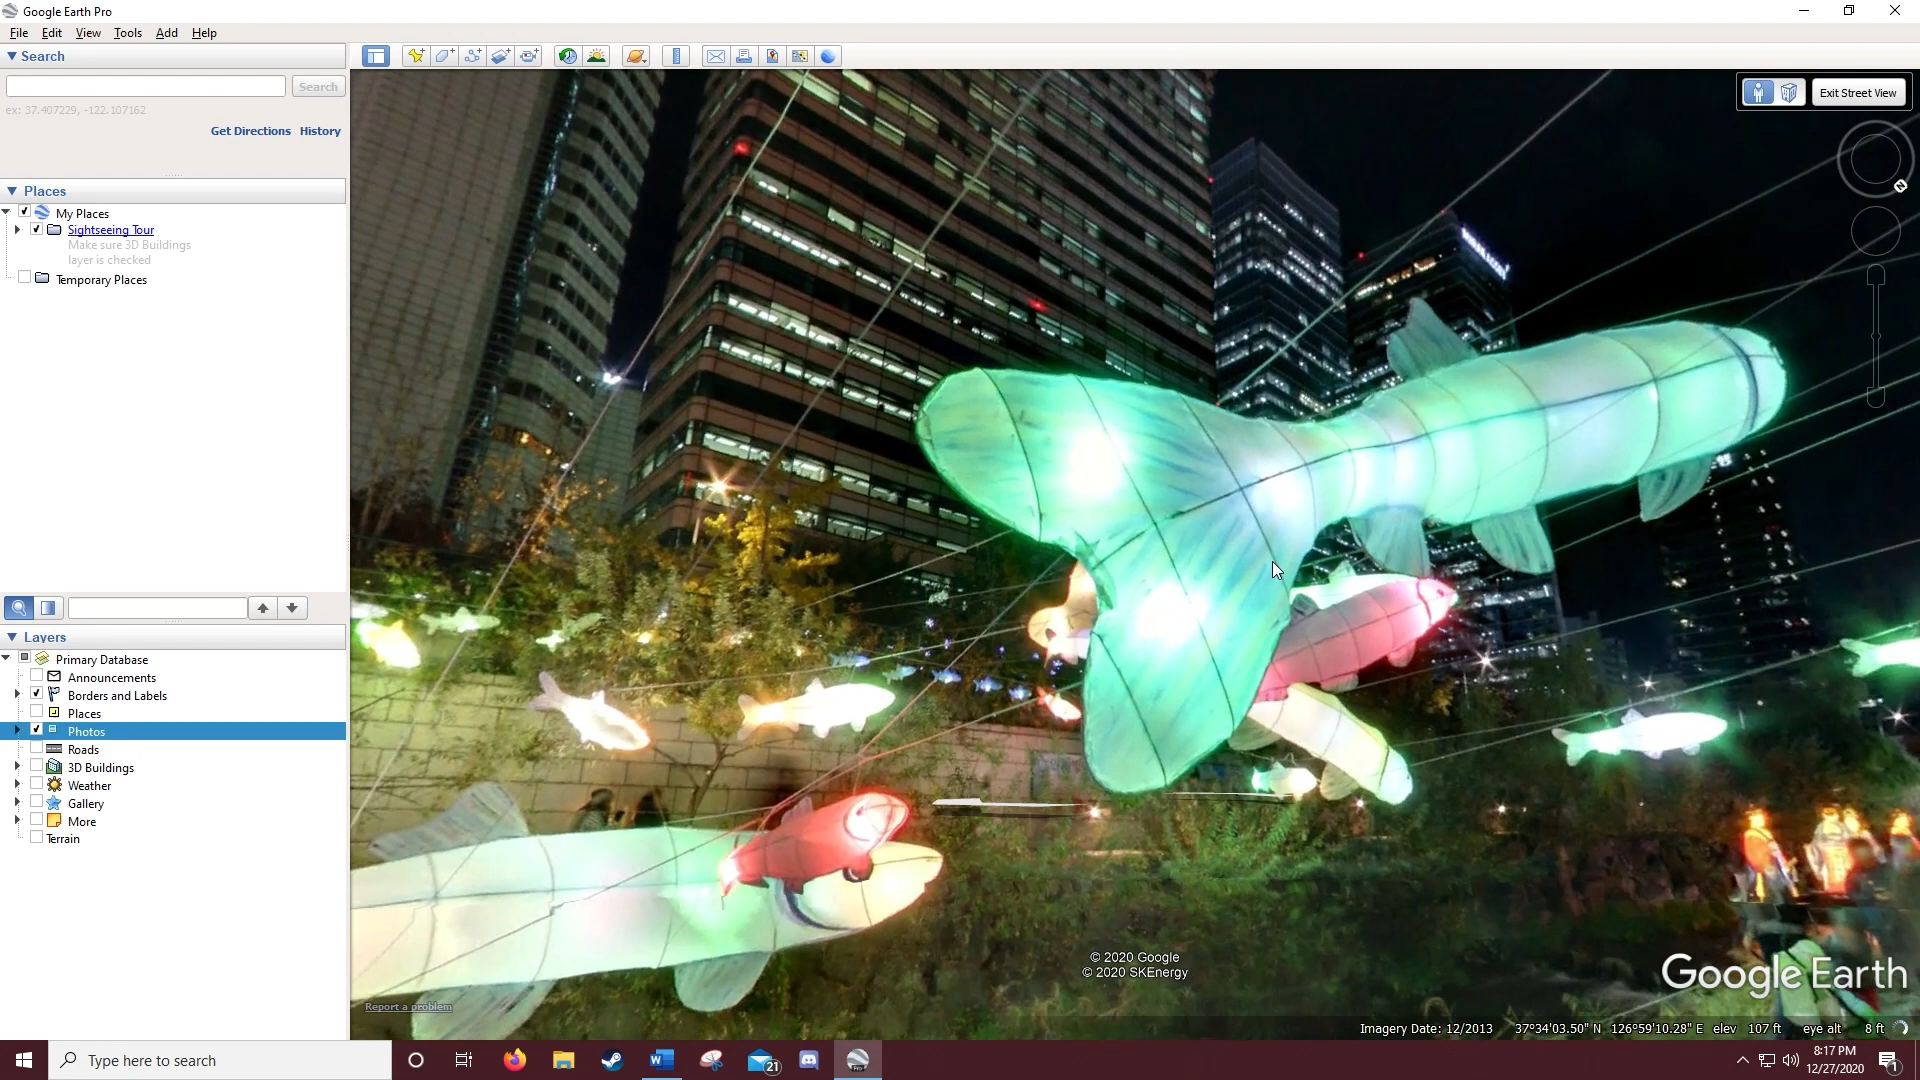 Google Earth Pro
File Edit View Tools Add Help
Search
Search
ex: 37.407229, -122.107162
Get Directions History
Places
My Places
Sightseeing Tour
Make sure 3D Buildings
layer is checked
Temporary Places
Layers
Primary Database
Announcements
Borders and Labels
Places
Photos
Roads
3D Buildings
Weather
Gallery
More
Terrain
Exit Street View
© 2020 Google
© 2020 SKEnergy
Google Earth
Report a problem
Imagery Date: 12/2013 37°34'03.50" N 126°59'10.28" E elev 107 ft eye alt 8 ft
Type here to search
21
8:17 PM
12/27/2020
1